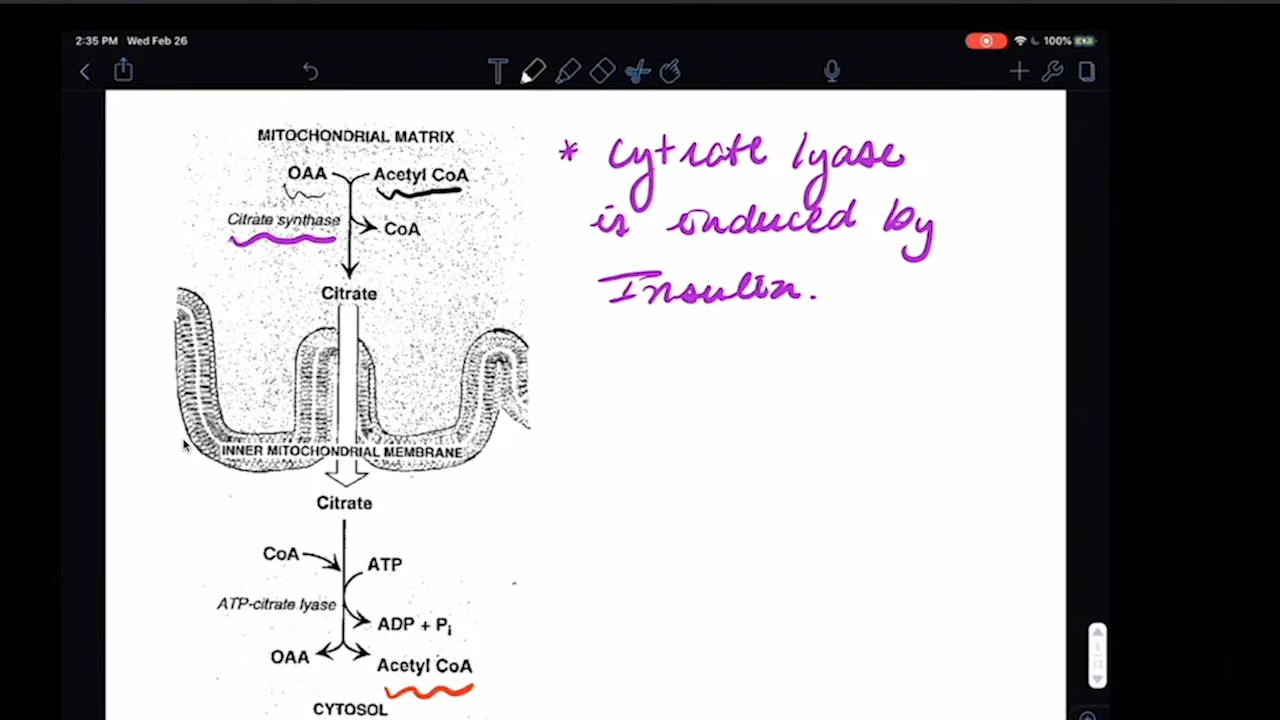 2:35 PM Wed Feb 26
100%
MITOCHONDRIAL MATRIX
OAA Acetyl CoA
Citrate synthase
CoA
Citrate
INNER MITOCHONDRIAL MEMBRANE
Citrate
CoA
ATP
ATP-citrate lyase
ADP + Pi
OAA
Acetyl CoA
CYTOSOL
* Cytrate lyase
is induced by
Insulin.